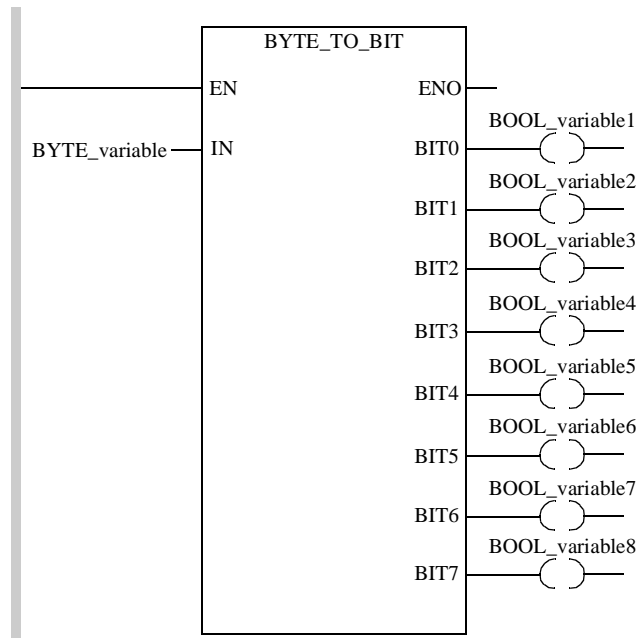 BYTE_TO_BIT
EN ENO
BOOL_variable1
BYTE_variable IN BIT0
BOOL_variable2
BIT1
BOOL_variable3
BIT2
BOOL_variable4
BIT3
BOOL_variable5
BIT4
BOOL_variable6
BIT5
BOOL_variable7
BIT6
BOOL_variable8
BIT7